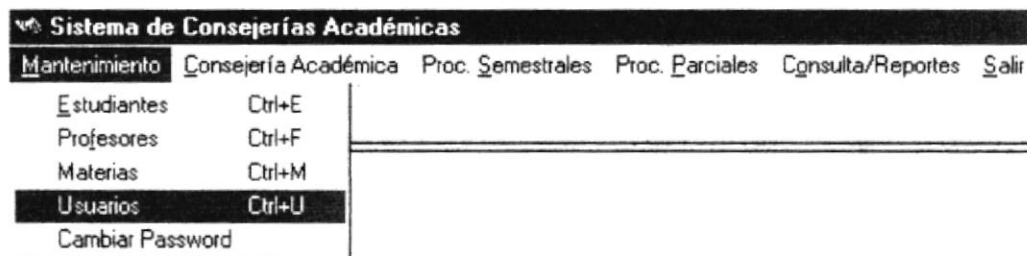 Sistema de Consejerías Académicas
Mantenimiento Consejería Académica Proc. Semestrales Proc. Parciales Consulta/Reportes Salir
Estudiantes Ctrl+E
Profesores Ctrl+F
Materias Ctrl+M
Usuarios Ctrl+U
Cambiar Password